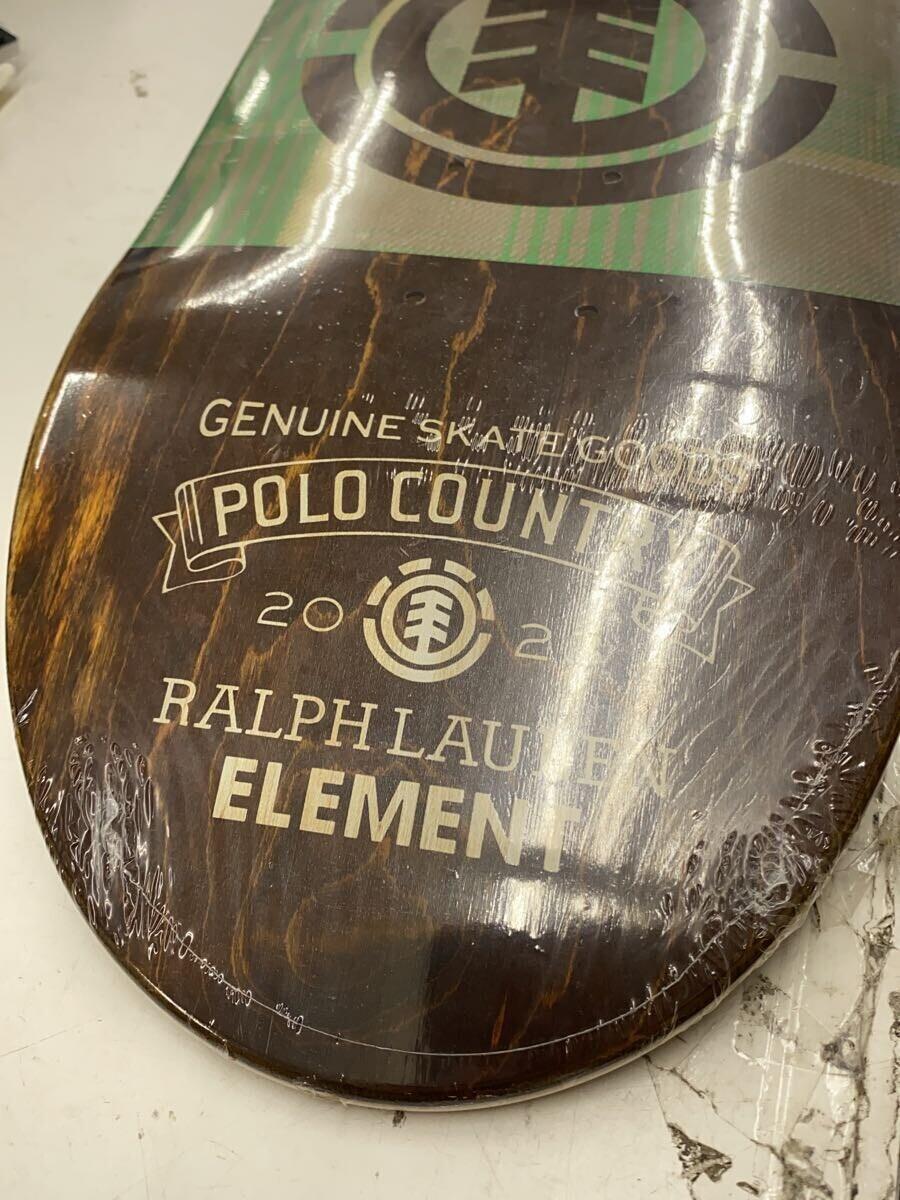 GENUINE SKATE GOODS
POLO COUNTRY
20 2
RALPH LAUREN
ELEMENT